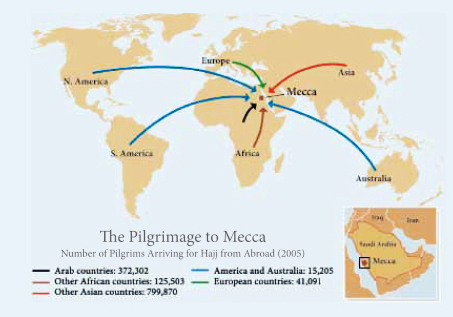 Europe
Asia
N. America
Mecca
S. America
Africa
Australia
The Pilgrimage to Mecca
Number of Pilgrims Arriving for Hajj from Abroad (2005)
Arab countries: 372,302
America and Australia: 15,205
Other African countries: 125,503
European countries: 41,091
Other Asian countries: 799,870
Iraq
Iran
Saudi Arabia
Mecca